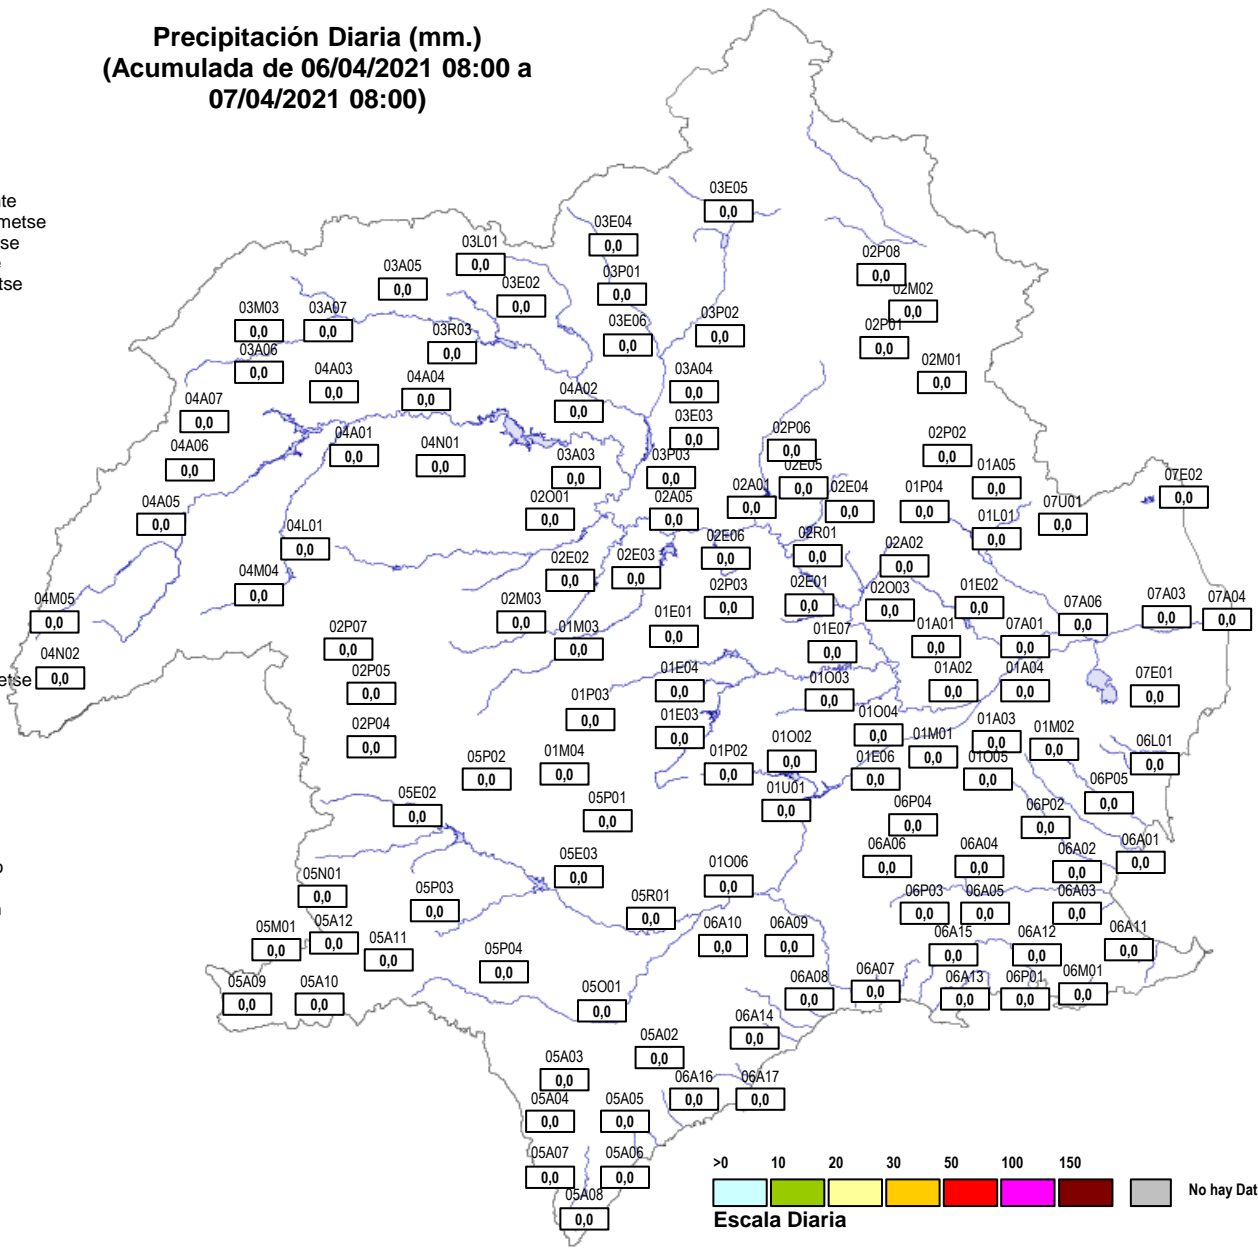 Precipitación Diaria (mm.)
(Acumulada de 06/04/2021 08:00 a
07/04/2021 08:00)
03E05
0,0
03E04
0,0
03L01
0,0
02P08
0,0
03A05
0,0
03P01
0,0
03E02
0,0
02M02
0,0
03M03
0,0
03A07
0,0
03P02
0,0
03E06
0,0
03R03
0,0
02P01
0,0
03A06
0,0
02M01
0,0
04A03
0,0
04A04
0,0
03A04
0,0
04A02
0,0
04A07
0,0
03E03
0,0
04A01
0,0
04N01
0,0
02P06
0,0
02P02
0,0
04A06
0,0
03A03
0,0
03P03
0,0
02E05
0,0
01A05
0,0
07E02
0,0
02A01
0,0
02E04
0,0
01P04
0,0
04A05
0,0
02O01
0,0
02A05
0,0
07U01
0,0
01L01
0,0
04L01
0,0
02E06
0,0
02R01
0,0
02A02
0,0
02E02
0,0
02E03
0,0
04M04
0,0
02P03
0,0
02E01
0,0
02O03
0,0
01E02
0,0
04M05
0,0
02M03
0,0
07A06
0,0
07A03
0,0
07A04
0,0
01E01
0,0
01M03
0,0
02P07
0,0
01E07
0,0
01A01
0,0
07A01
0,0
04N02
0,0
etse
02P05
0,0
01E04
0,0
01O03
0,0
01A02
0,0
01A04
0,0
07E01
0,0
01P03
0,0
02P04
0,0
01E03
0,0
01O04
0,0
01A03
0,0
01M02
0,0
01M01
0,0
06L01
0,0
05P02
0,0
01M04
0,0
01P02
0,0
01O02
0,0
01E06
0,0
01O05
0,0
05E02
0,0
05P01
0,0
01U01
0,0
06P04
0,0
06P02
0,0
06P05
0,0
05E03
0,0
01O06
0,0
06A06
0,0
06A04
0,0
06A02
0,0
06A01
0,0
05N01
0,0
05P03
0,0
05R01
0,0
06P03
0,0
06A05
0,0
06A03
0,0
05M01
0,0
05A12
0,0
05A11
0,0
06A10
0,0
06A09
0,0
06A15
0,0
06A12
0,0
06A11
0,0
05P04
0,0
05A09
0,0
05A10
0,0
05O01
0,0
06A08
0,0
06A07
0,0
06A13
0,0
06P01
0,0
06M01
0,0
06A14
0,0
05A02
0,0
05A03
0,0
06A16
0,0
06A17
0,0
05A04
0,0
05A05
0,0
05A07
0,0
05A06
0,0
05A08
0,0
>0 10 20 30 50 100 150
No hay Dat
Escala Diaria